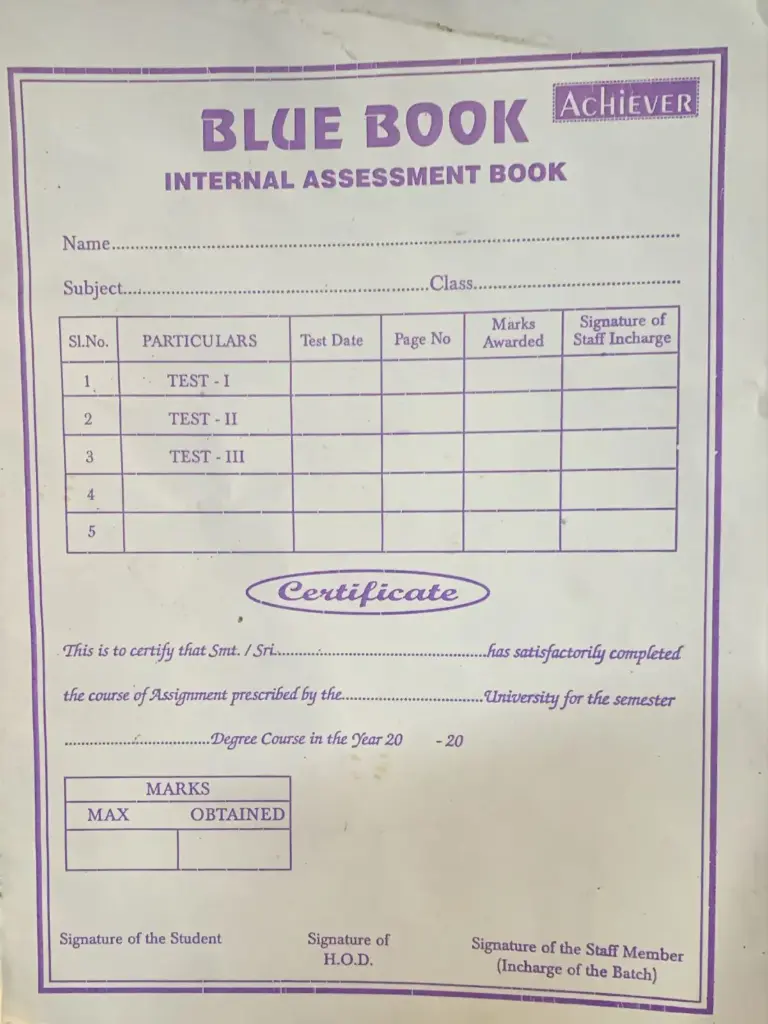 ACHiEVER
BLUE BOOK
INTERNAL ASSESSMENT BOOK
Name
Subject Class
Sl.No. PARTICULARS Test Date Page No Marks Awarded Signature of Staff Incharge
1 TEST - I
2 TEST - II
3 TEST - III
4
5
Certificate
This is to certify that Smt. / Sri has satisfactorily completed
the course of Assignment prescribed by the University for the semester
Degree Course in the Year 20 - 20
MARKS
MAX OBTAINED
Signature of the Student Signature of H.O.D. Signature of the Staff Member (Incharge of the Batch)